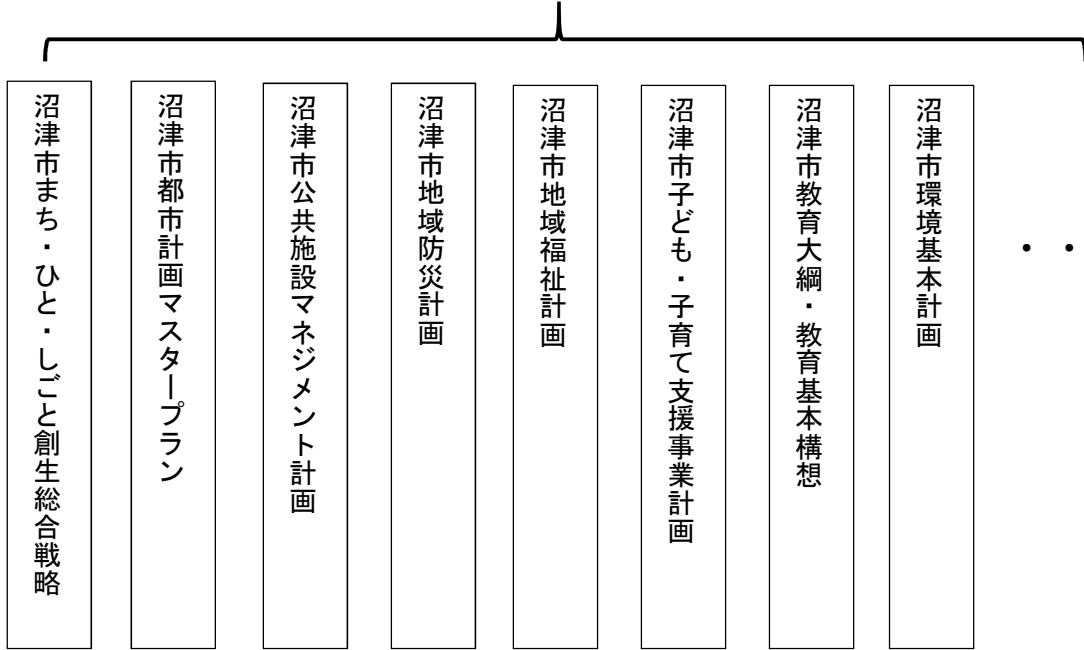 沼津市まち・ひと・しごと創生総合戦略
沼津市都市計画マスタープラン
沼津市公共施設マネジメント計画
沼津市地域防災計画
沼津市地域福祉計画
沼津市子ども・子育て支援事業計画
沼津市教育大綱・教育基本構想
沼津市環境基本計画
・・